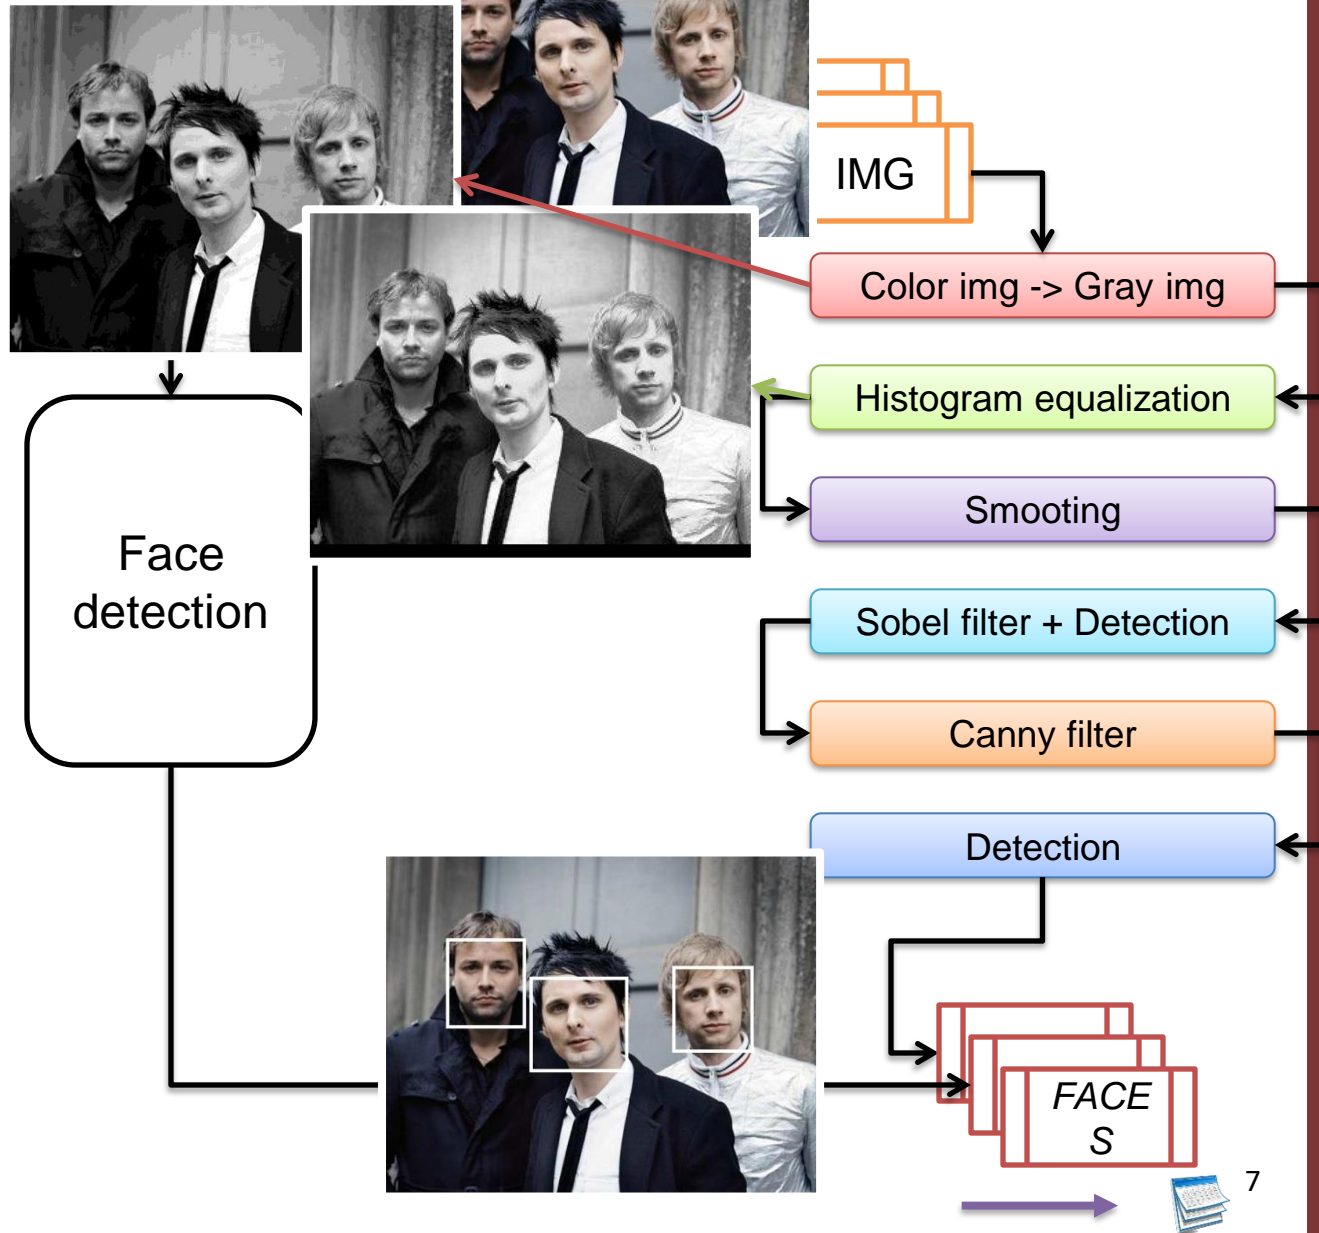 IMG
Color img -> Gray img
Histogram equalization
Smooting
Face
detection
Sobel filter + Detection
Canny filter
Detection
FACE
S
7